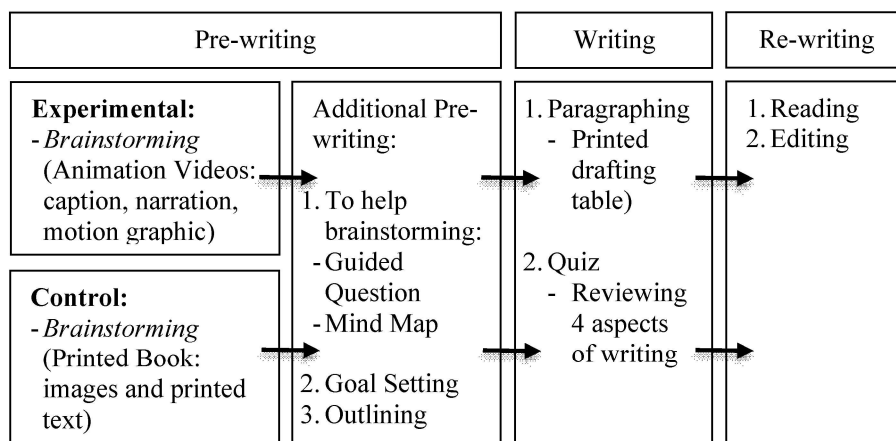 Pre-writing
Writing
Re-writing
Experimental:
- Brainstorming
(Animation Videos:
caption, narration,
motion graphic)
Control:
- Brainstorming
(Printed Book:
images and printed
text)
Additional Pre-
writing:
1. To help
brainstorming:
- Guided
Question
- Mind Map
2. Goal Setting
3. Outlining
1. Paragraphing
- Printed
drafting
table)
2. Quiz
- Reviewing
4 aspects
of writing
1. Reading
2. Editing